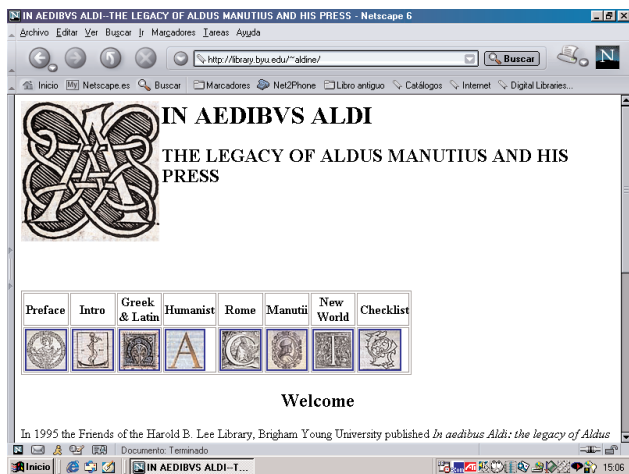 IN AEDIBVS ALDI--THE LEGACY OF ALDUS MANUTIUS AND HIS PRESS - Netscape 6
Archivo Editar Ver Buscar Ir Marcadores Tareas Ayuda
http://library.byu.edu/~aldine/ Buscar N
Inicio My Netscape.es Buscar Marcadores Net2Phone Libro antiguo Catálogos Internet Digital Libraries...
IN AEDIBVS ALDI
THE LEGACY OF ALDUS MANUTIUS AND HIS
PRESS
Preface Intro Greek & Latin Humanist Rome Manutii New World Checklist
A
Welcome
In 1995 the Friends of the Harold B. Lee Library, Brigham Young University published In aedibus Aldi: the legacy of Aldus
Documento: Terminado
Inicio IN AEDIBVS ALDI--T... 15:06